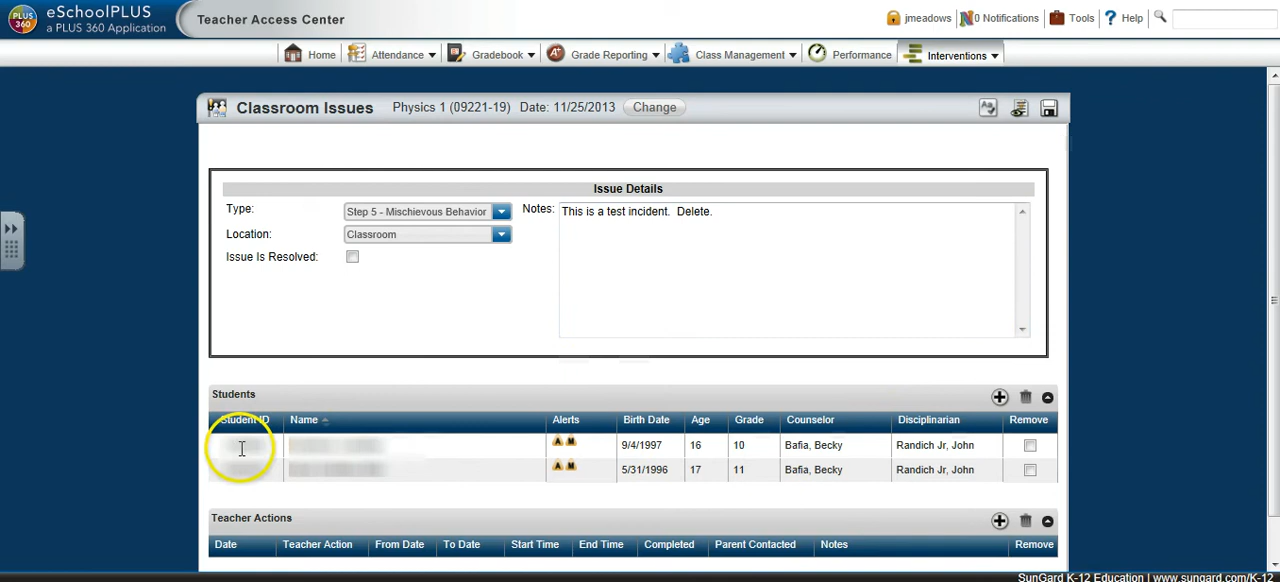 PLUS 360
eSchoolPLUS
a PLUS 360 Application
Teacher Access Center
jmeadows
0 Notifications
Tools
? Help
Home
Attendance
Gradebook
A+
Grade Reporting
Class Management
Performance
Interventions
Classroom Issues
Physics 1 (09221-19) Date: 11/25/2013
Change
Issue Details
Type:
Step 5 - Mischievous Behavior
Notes:
This is a test incident. Delete.
Location:
Classroom
Issue Is Resolved:
Students
Student ID
Name
Alerts
Birth Date
Age
Grade
Counselor
Disciplinarian
Remove
A M
9/4/1997
16
10
Bafia, Becky
Randich Jr, John
A M
5/31/1996
17
11
Bafia, Becky
Randich Jr, John
Teacher Actions
Date
Teacher Action
From Date
To Date
Start Time
End Time
Completed
Parent Contacted
Notes
Remove
SunGard K-12 Education | www.sungard.com/K-12